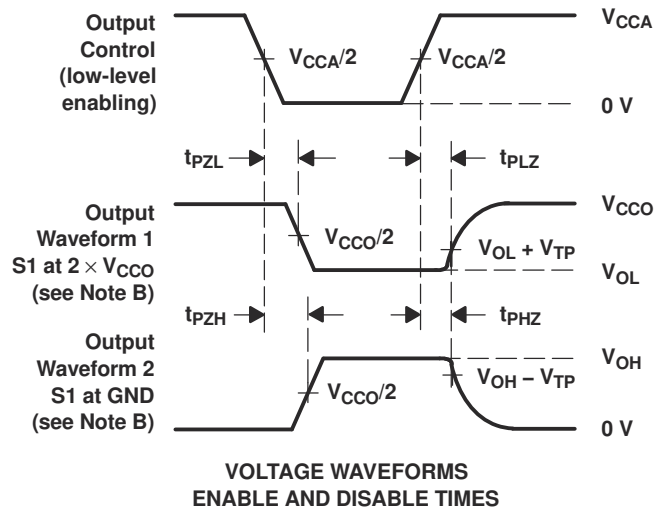 Output
Control
(low-level
enabling)
VCCA/2
VCCA/2
VCCA
0 V
tPZL
tPLZ
Output
Waveform 1
S1 at 2 × VCCO
(see Note B)
VCCO/2
VCCO
VOL + VTP
VOL
tPZH
tPHZ
Output
Waveform 2
S1 at GND
(see Note B)
VCCO/2
VOH
VOH − VTP
0 V
VOLTAGE WAVEFORMS
ENABLE AND DISABLE TIMES